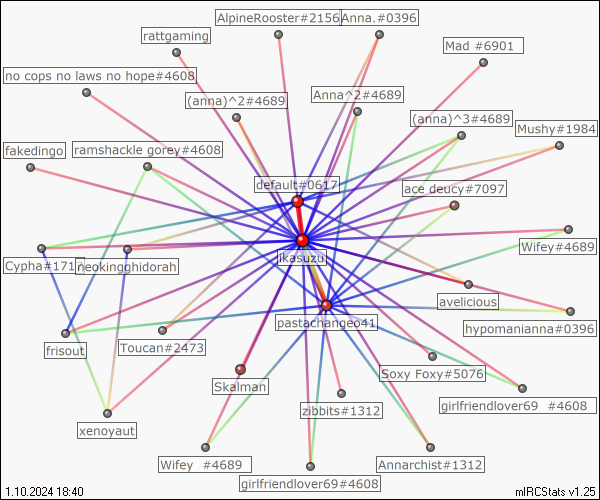 AlpineRooster#2156
Anna.#0396
rattgaming
Mad #6901
no cops no laws no hope#4608
(anna)^2#4689
Anna^2#4689
(anna)^3#4689
Mushy#1984
fakedingo
ramshackle gorey#4608
default#0617
ace deucy#7097
Wifey#4689
Cypha#171
neokingghidorah
ikasuzu
avelicious
pastachangeo41
hypomanianna#0396
frisout
Toucan#2473
Soxy Foxy#5076
Skalman
zibbits#1312
girlfriendlover69 #4608
xenoyaut
Wifey #4689
Annarchist#1312
girlfriendlover69#4608
1.10.2024 18:40
mIRCStats v1.25